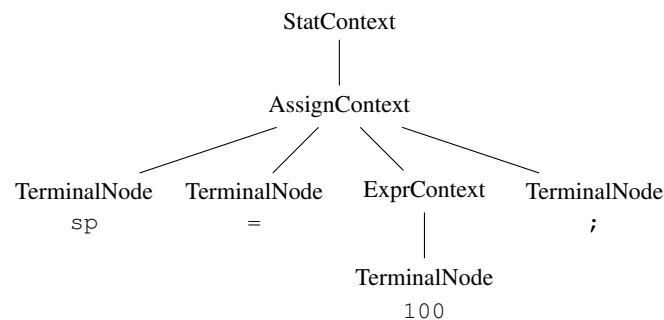 StatContext
AssignContext
TerminalNode TerminalNode ExprContext TerminalNode
sp = ;
TerminalNode
100